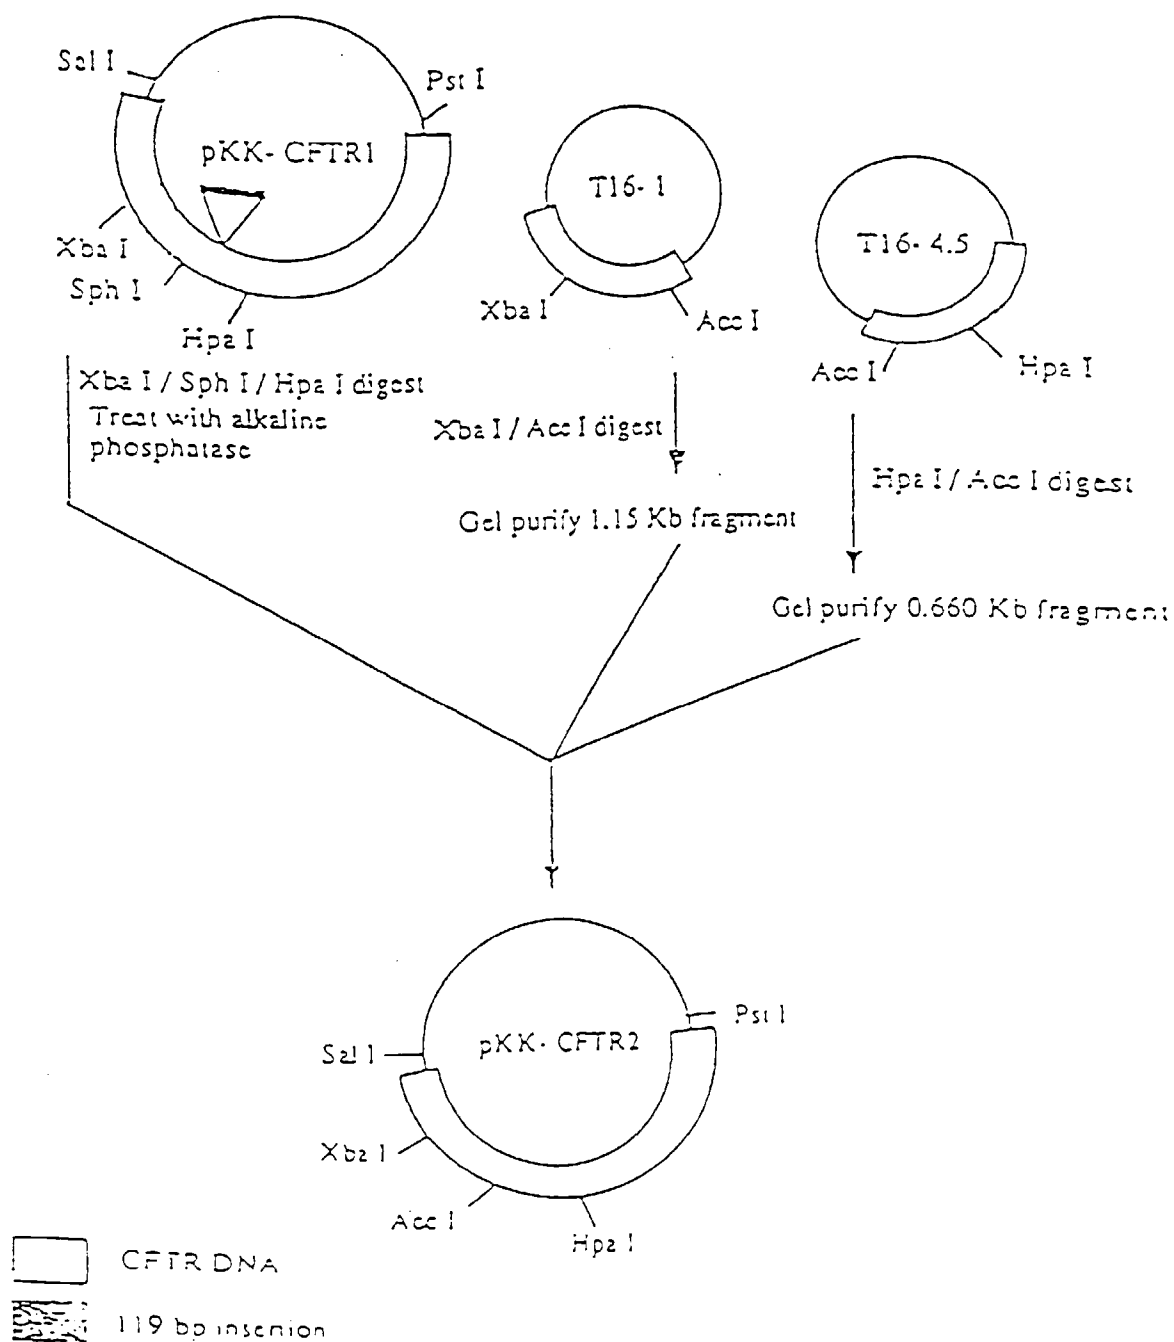 Sal I
Pst I
pKK- CFTR1
T16- 1
T16- 4.5
Xba I
Sph I
Hpa I
Xba I
Acc I
Acc I
Hpa I
Xba I / Sph I / Hpa I digest
Treat with alkaline
phosphatase
Xba I / Acc I digest
Hpa I / Acc I digest
Gel purify 1.15 Kb fragment
Gel purify 0.660 Kb fragment
Pst I
Sal I
pKK- CFTR2
Xba I
Acc I
Hpa I
CFTR DNA
119 bp insertion